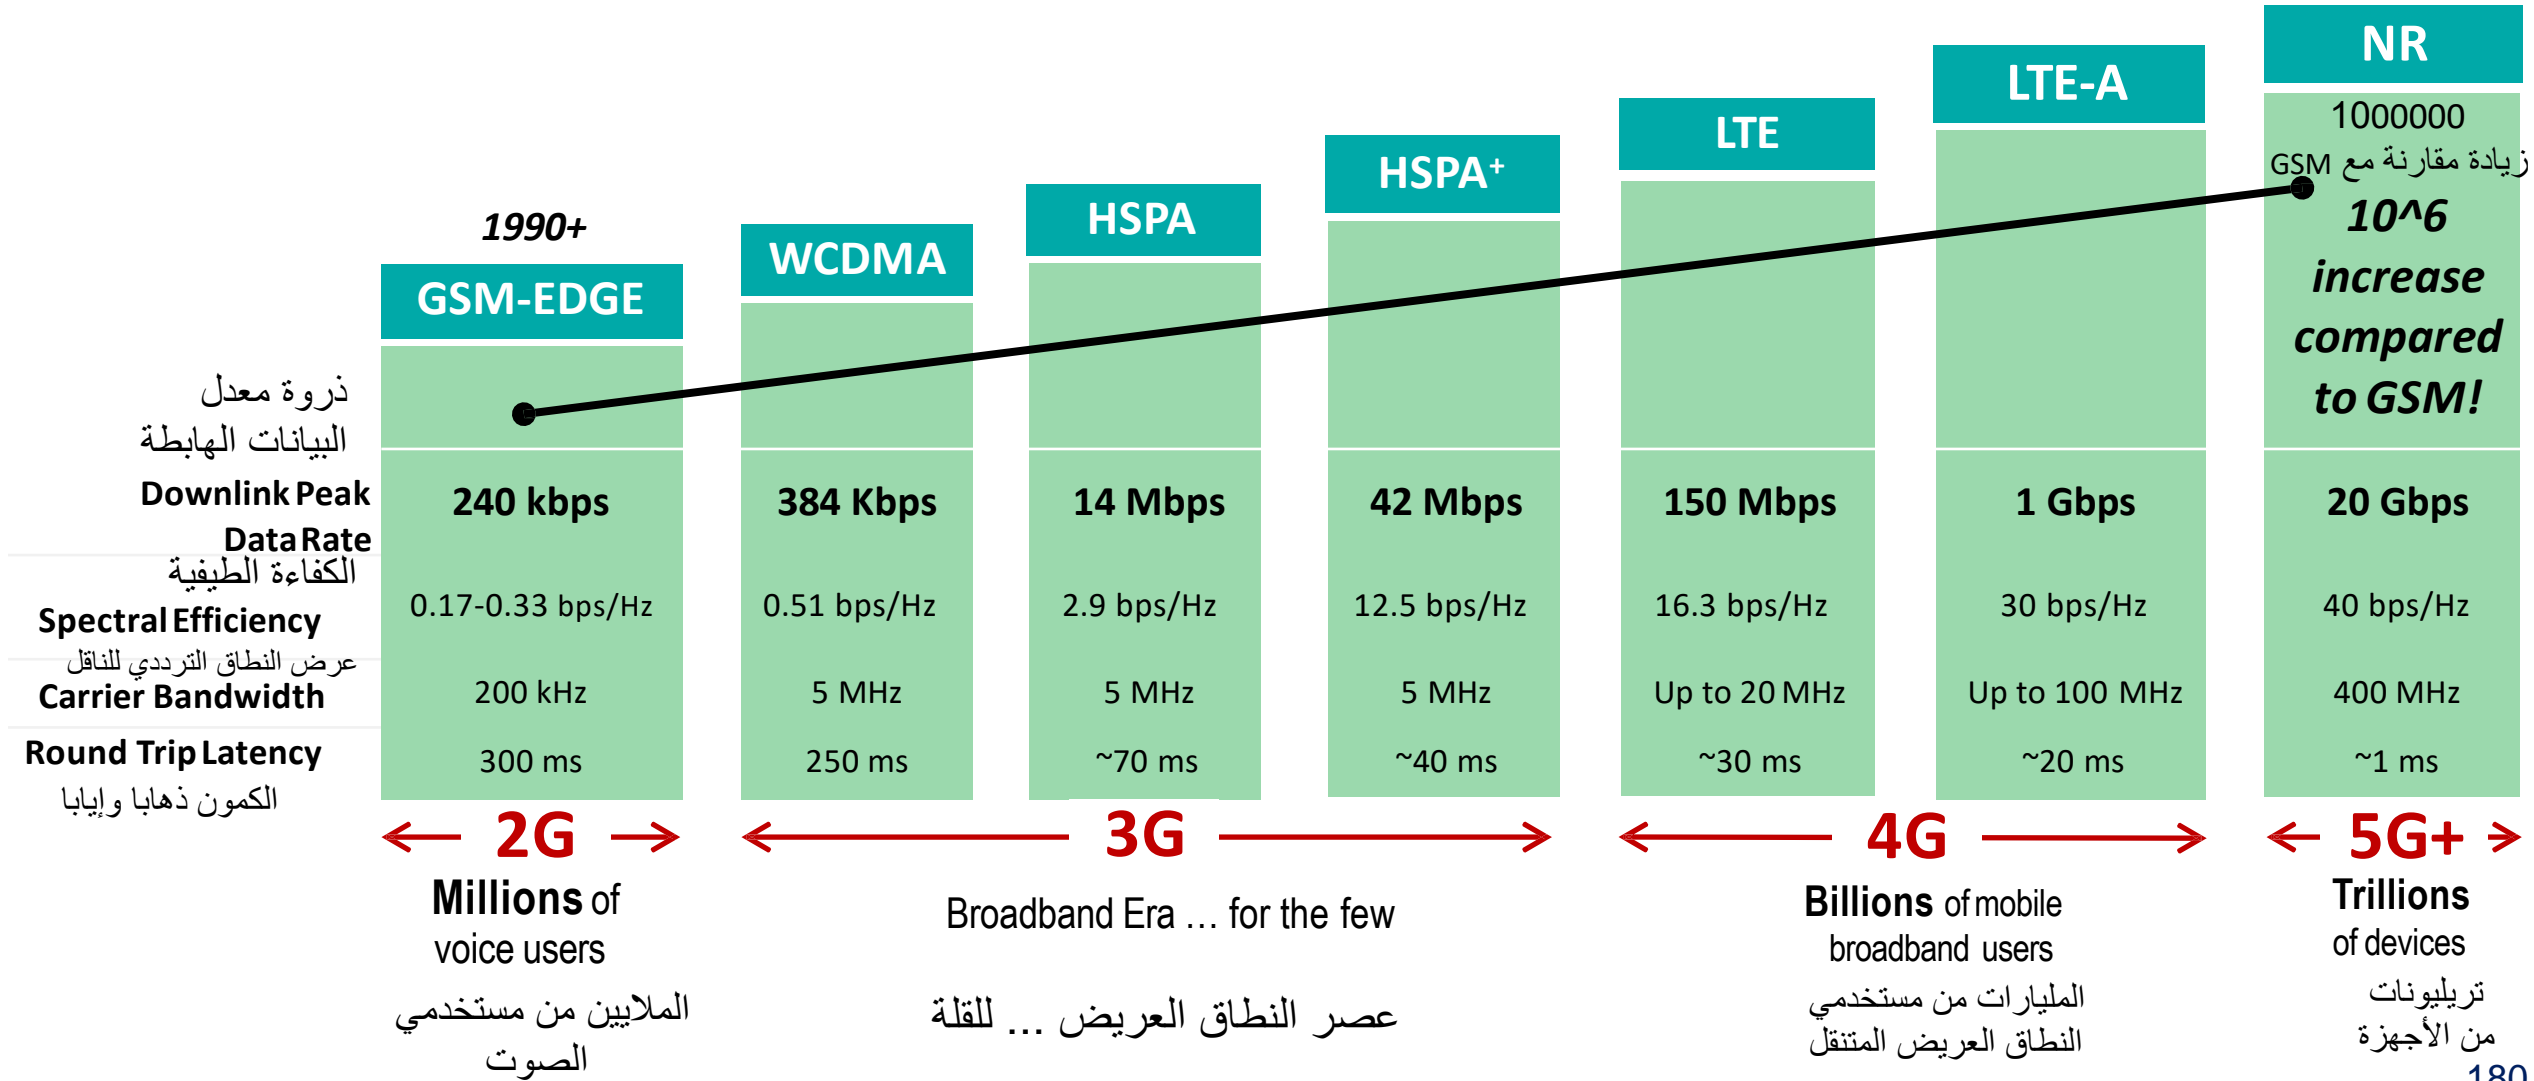 NR
LTE-A
LTE
HSPA+
HSPA
WCDMA
1990+
GSM-EDGE
1000000
زيادة مقارنة مع GSM
10^6
increase
compared
to GSM!
ذروة معدل
البيانات الهابطة
Downlink Peak
Data Rate
240 kbps
384 Kbps
14 Mbps
42 Mbps
150 Mbps
1 Gbps
20 Gbps
الكفاءة الطيفية
Spectral Efficiency
0.17-0.33 bps/Hz
0.51 bps/Hz
2.9 bps/Hz
12.5 bps/Hz
16.3 bps/Hz
30 bps/Hz
40 bps/Hz
عرض النطاق الترددي للناقل
Carrier Bandwidth
200 kHz
5 MHz
5 MHz
5 MHz
Up to 20 MHz
Up to 100 MHz
400 MHz
Round Trip Latency
الكمون ذهابا وإيابا
300 ms
250 ms
~70 ms
~40 ms
~30 ms
~20 ms
~1 ms
2G
3G
4G
5G+
Millions of
voice users
الملايين من مستخدمي
الصوت
Broadband Era ... for the few
عصر النطاق العريض ... للقلة
Billions of mobile
broadband users
المليارات من مستخدمي
النطاق العريض المتنقل
Trillions
of devices
تريليونات
من الأجهزة
180